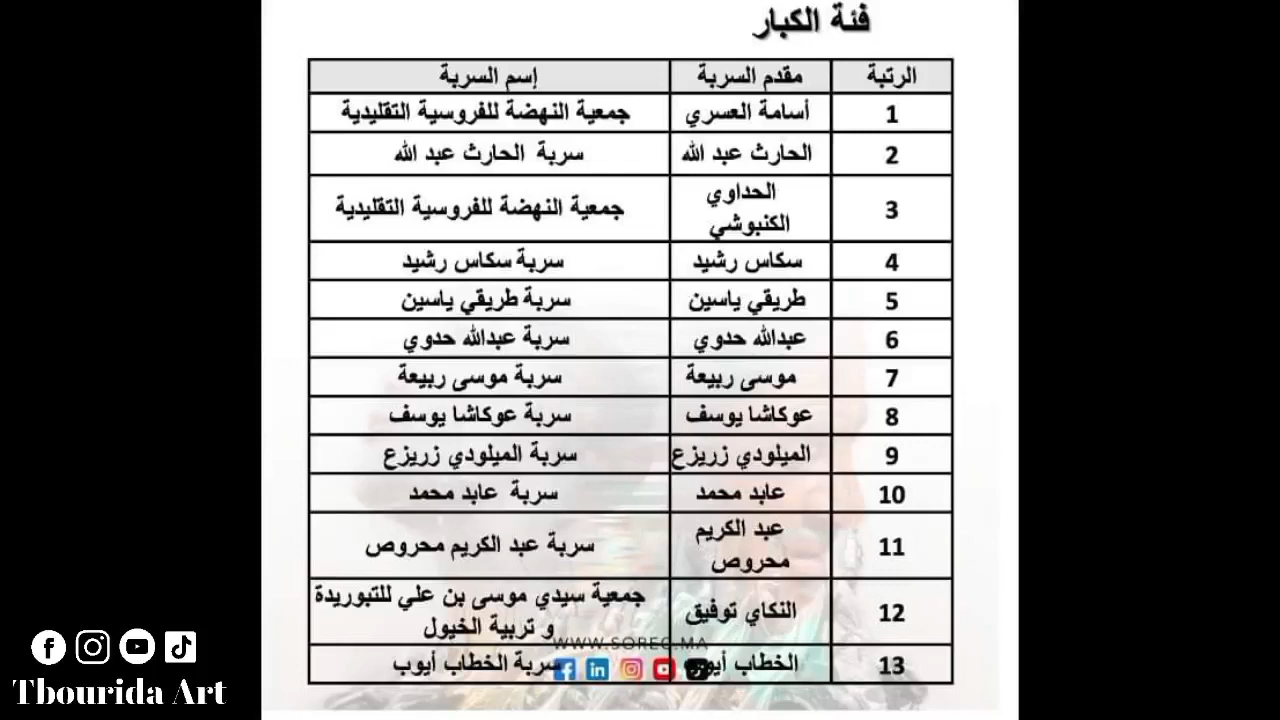 فئة الكبار
الرتبة مقدم السربة إسم السربة
1 أسامة العسري جمعية النهضة للفروسية التقليدية
2 الحارث عبد الله سربة الحارث عبد الله
3 الحداوي الكنبوشي جمعية النهضة للفروسية التقليدية
4 سكاس رشيد سربة سكاس رشيد
5 طريقي ياسين سربة طريقي ياسين
6 عبدالله حدوي سربة عبدالله حدوي
7 موسى ربيعة سربة موسى ربيعة
8 عوكاشا يوسف سربة عوكاشا يوسف
9 الميلودي زريزع سربة الميلودي زريزع
10 عابد محمد سربة عابد محمد
11 عبد الكريم محروص سربة عبد الكريم محروص
12 النكاي توفيق جمعية سيدي موسى بن علي للتبوريدة
و تربية الخيول
WWW.SOREC.MA
13 الخطاب أيوب سربة الخطاب أيوب
Tbourida Art